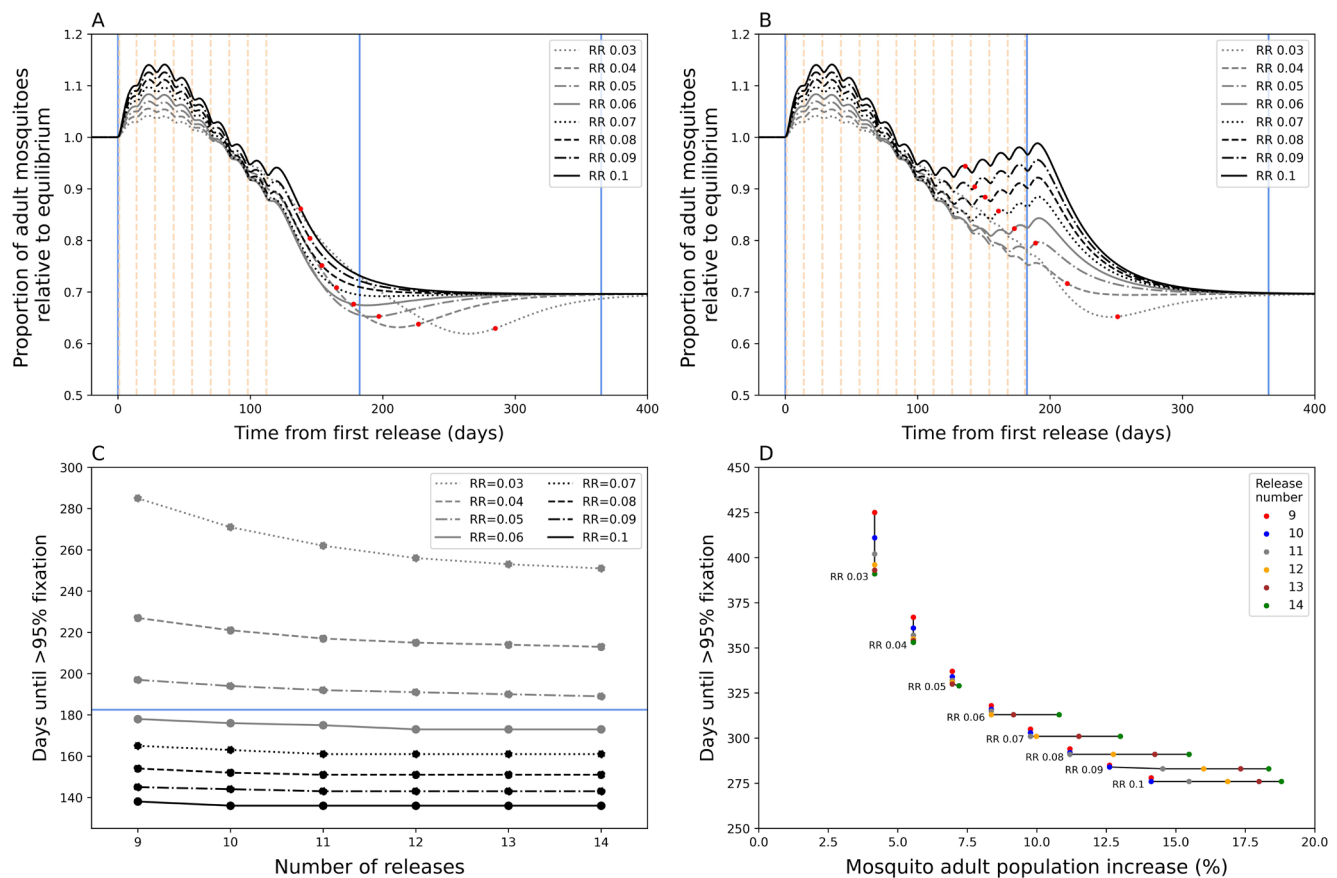 A
1.2
1.1
1.0
0.9
0.8
0.7
0.6
0.5
0
100
200
300
400
Proportion of adult mosquitoes
relative to equilibrium
Time from first release (days)
RR 0.03
RR 0.04
RR 0.05
RR 0.06
RR 0.07
RR 0.08
RR 0.09
RR 0.1
B
1.2
1.1
1.0
0.9
0.8
0.7
0.6
0.5
0
100
200
300
400
Proportion of adult mosquitoes
relative to equilibrium
Time from first release (days)
RR 0.03
RR 0.04
RR 0.05
RR 0.06
RR 0.07
RR 0.08
RR 0.09
RR 0.1
C
300
280
260
240
220
200
180
160
140
9
10
11
12
13
14
Days until >95% fixation
Number of releases
RR=0.03
RR=0.04
RR=0.05
RR=0.06
RR=0.07
RR=0.08
RR=0.09
RR=0.1
D
450
425
400
375
350
325
300
275
250
0.0
2.5
5.0
7.5
10.0
12.5
15.0
17.5
20.0
Days until >95% fixation
Mosquito adult population increase (%)
Release
number
9
10
11
12
13
14
RR 0.03
RR 0.04
RR 0.05
RR 0.06
RR 0.07
RR 0.08
RR 0.09
RR 0.1